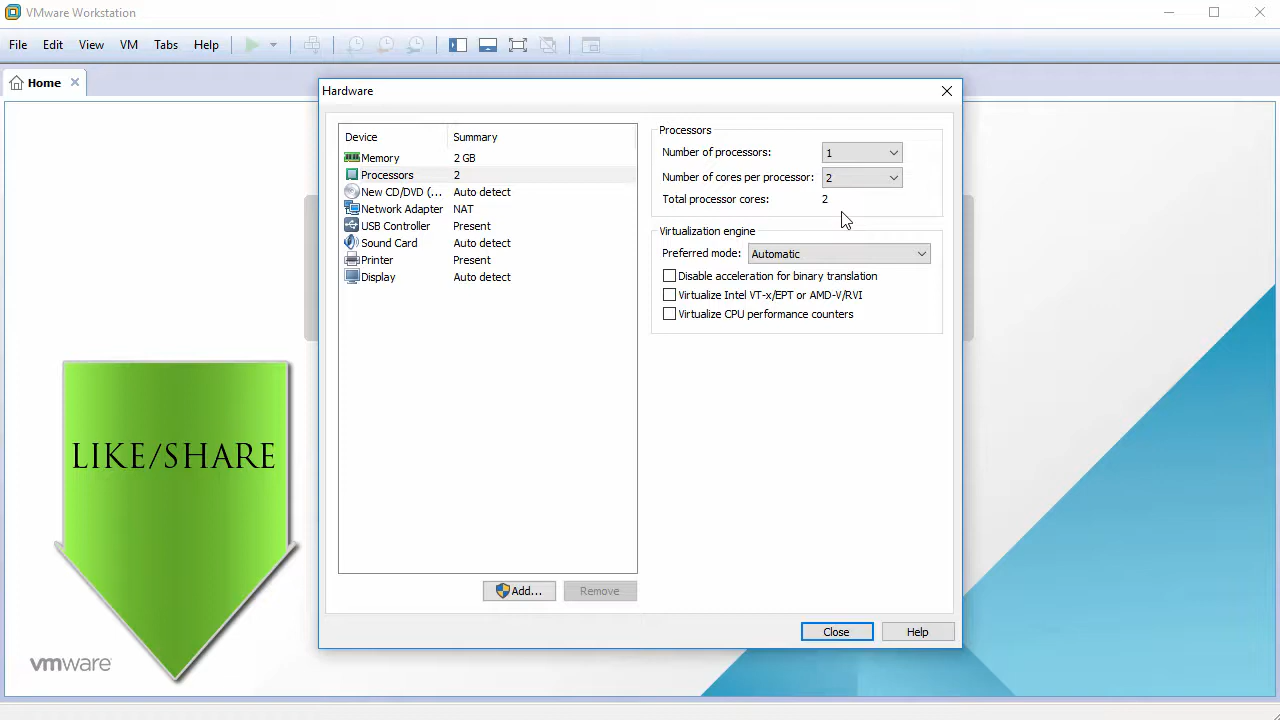 VMware Workstation
File Edit View VM Tabs Help
Home
Hardware
Device Summary
Memory 2 GB
Processors 2
New CD/DVD (... Auto detect
Network Adapter NAT
USB Controller Present
Sound Card Auto detect
Printer Present
Display Auto detect
Add... Remove
Processors
Number of processors: 1
Number of cores per processor: 2
Total processor cores: 2
Virtualization engine
Preferred mode: Automatic
Disable acceleration for binary translation
Virtualize Intel VT-x/EPT or AMD-V/RVI
Virtualize CPU performance counters
Close Help
LIKE/SHARE
vmware